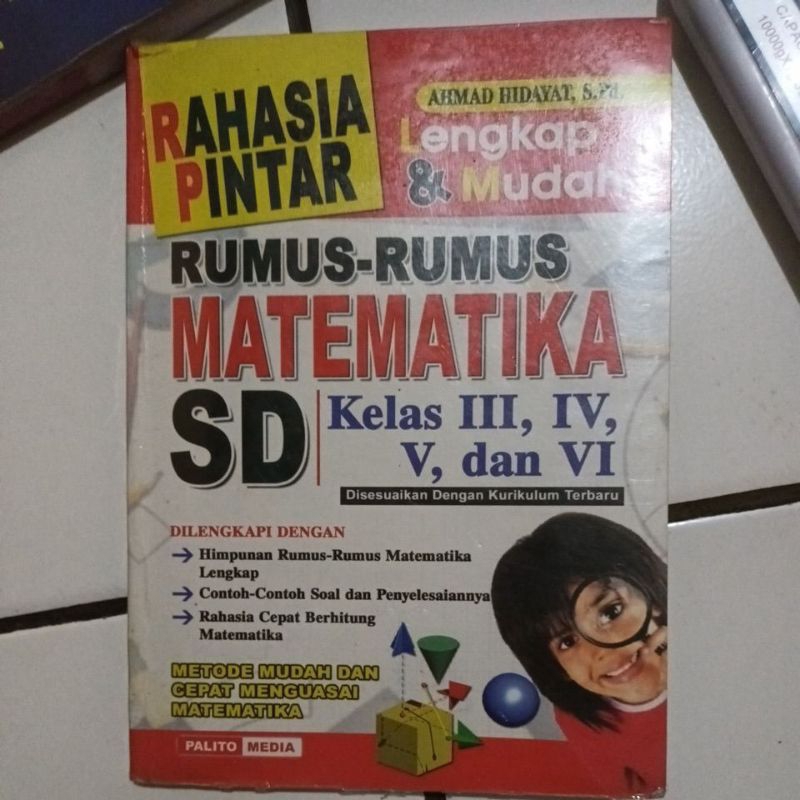 RAHASIA
PINTAR
AHMAD HIDAYAT, S.Pd.
Lengkap
& Mudah
RUMUS-RUMUS
MATEMATIKA
SD
Kelas III, IV,
V, dan VI
Disesuaikan Dengan Kurikulum Terbaru
DILENGKAPI DENGAN
→ Himpunan Rumus-Rumus Matematika
Lengkap
→ Contoh-Contoh Soal dan Penyelesaiannya
→ Rahasia Cepat Berhitung
Matematika
METODE MUDAH DAN
CEPAT MENGUASAI
MATEMATIKA
PALITO MEDIA